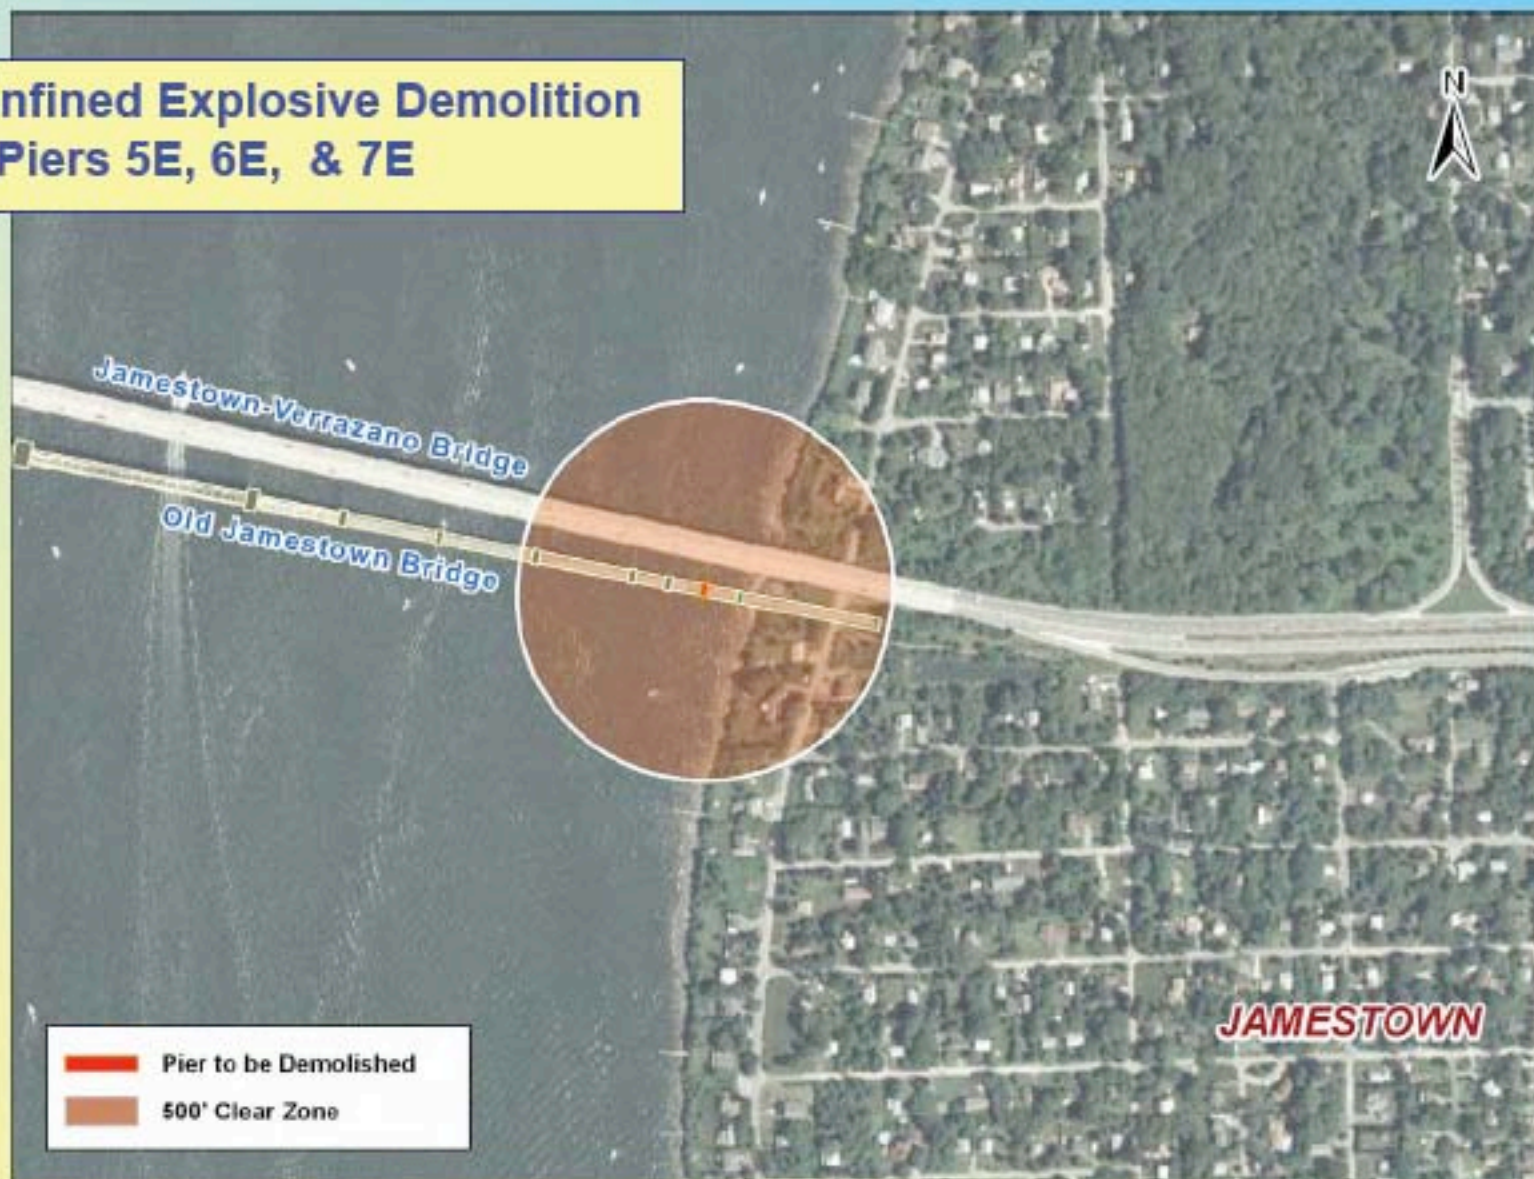 nfined Explosive Demolition
Piers 5E, 6E, & 7E
N
Jamestown-Verrazano Bridge
Old Jamestown Bridge
JAMESTOWN
Pier to be Demolished
500' Clear Zone